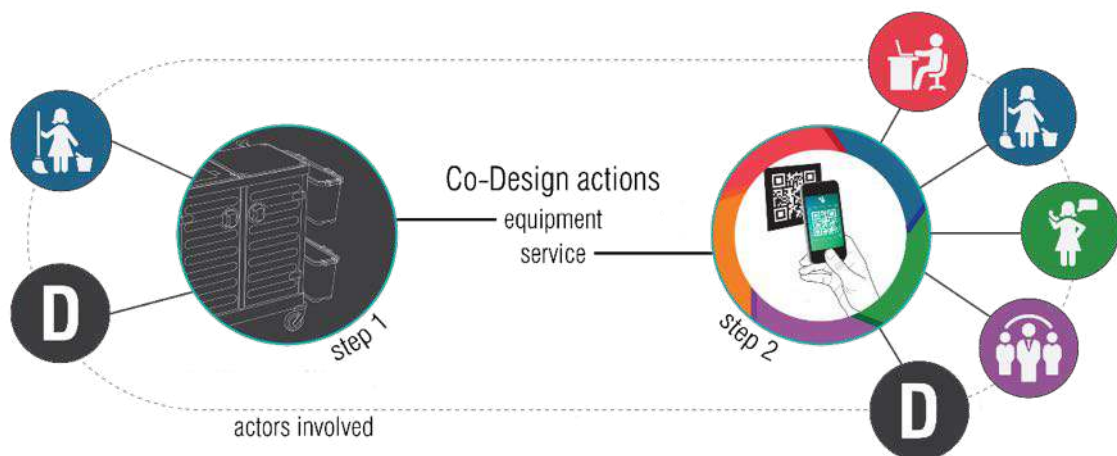 Co-Design actions
equipment
service
D
step 1
step 2
D
actors involved